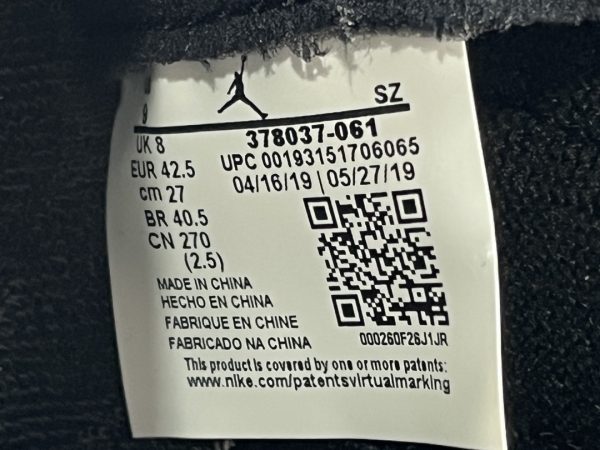 SZ
9
378037-061
UK 8
UPC 00193151706065
EUR 42.5
04/16/19 | 05/27/19
cm 27
BR 40.5
CN 270
(2.5)
MADE IN CHINA
HECHO EN CHINA
FABRIQUE EN CHINE
FABRICADO NA CHINA
000260F26J1JR
This product is covered by one or more patents:
www.nike.com/patentsvirtualmarking